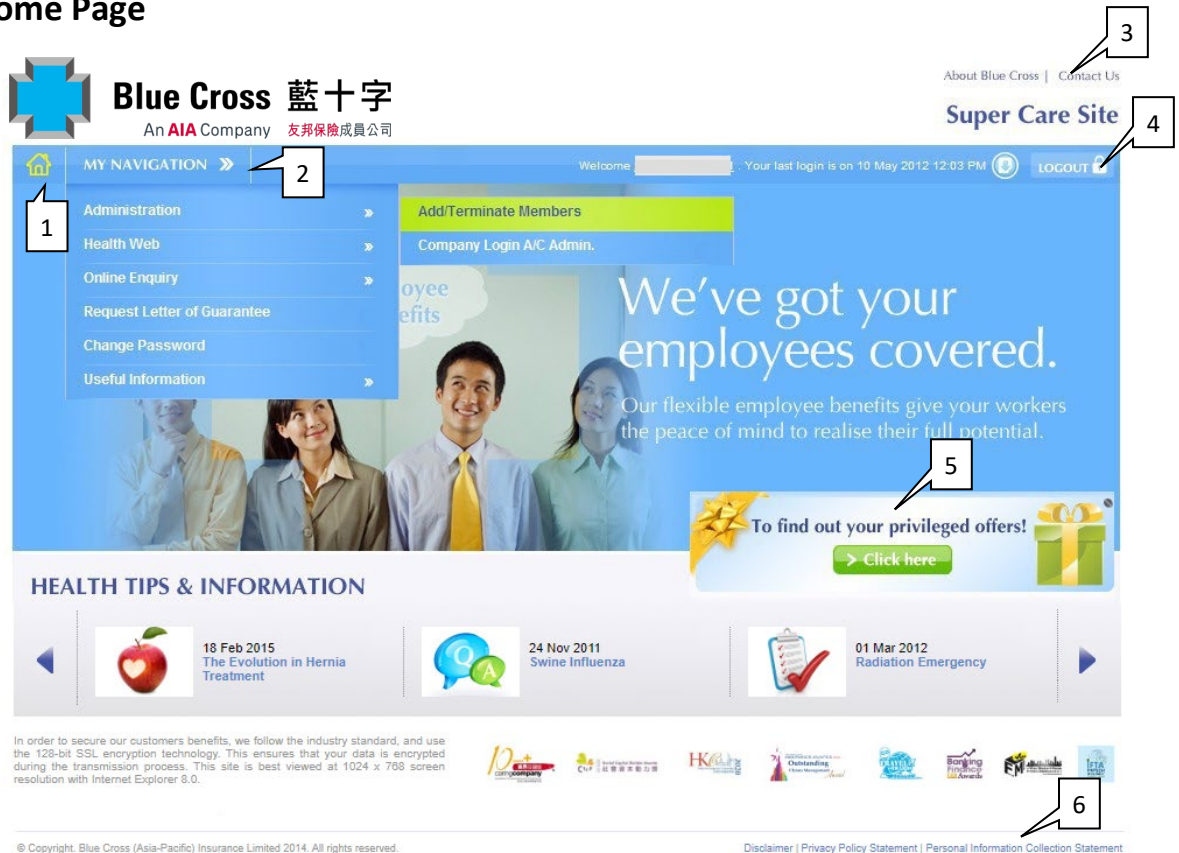 ome Page
3
About Blue Cross | Contact Us
Blue Cross 藍十字
An AIA Company 友邦保險成員公司
Super Care Site
4
MY NAVIGATION »
2
Welcome . Your last login is on 10 May 2012 12:03 PM
LOGOUT
1
Administration »
Add/Terminate Members
Health Web »
Company Login A/C Admin.
Online Enquiry »
Request Letter of Guarantee
Change Password
Useful Information »
oyee
efits
We've got your
employees covered.
Our flexible employee benefits give your workers
the peace of mind to realise their full potential.
5
To find out your privileged offers!
> Click here
HEALTH TIPS & INFORMATION
18 Feb 2015
The Evolution in Hernia
Treatment
Q A
24 Nov 2011
Swine Influenza
01 Mar 2012
Radiation Emergency
In order to secure our customers benefits, we follow the industry standard, and use
the 128-bit SSL encryption technology. This ensures that your data is encrypted
during the transmission process. This site is best viewed at 1024 x 768 screen
resolution with Internet Explorer 8.0.
10+
caringcompany
HK
2020
Outstanding
Award
Banking
Finance
Awards
IFTA
6
© Copyright. Blue Cross (Asia-Pacific) Insurance Limited 2014. All rights reserved.
Disclaimer | Privacy Policy Statement | Personal Information Collection Statement